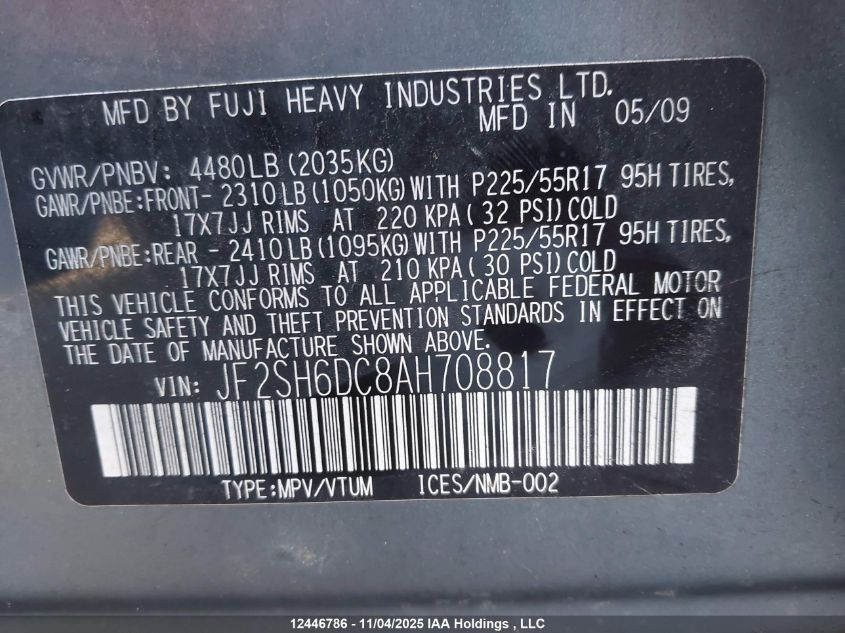 MFD BY FUJI HEAVY INDUSTRIES LTD.
MFD IN 05/09
GVWR/PNBV: 4480LB (2035KG)
GAWR/PNBE:FRONT- 2310LB (1050KG)WITH P225/55R17 95H TIRES,
17X7JJ RIMS AT 220 KPA ( 32 PSI) COLD
GAWR/PNBE:REAR - 2410LB (1095KG)WITH P225/55R17 95H TIRES,
17X7JJ RIMS AT 210 KPA ( 30 PSI) COLD
THIS VEHICLE CONFORMS TO ALL APPLICABLE FEDERAL MOTOR
VEHICLE SAFETY AND THEFT PREVENTION STANDARDS IN EFFECT ON
THE DATE OF MANUFACTURE SHOWN ABOVE.
VIN: JF2SH6DC8AH708817
TYPE:MPV/VTUM ICES/NMB-002
12446786 - 11/04/2025 IAA Holdings , LLC